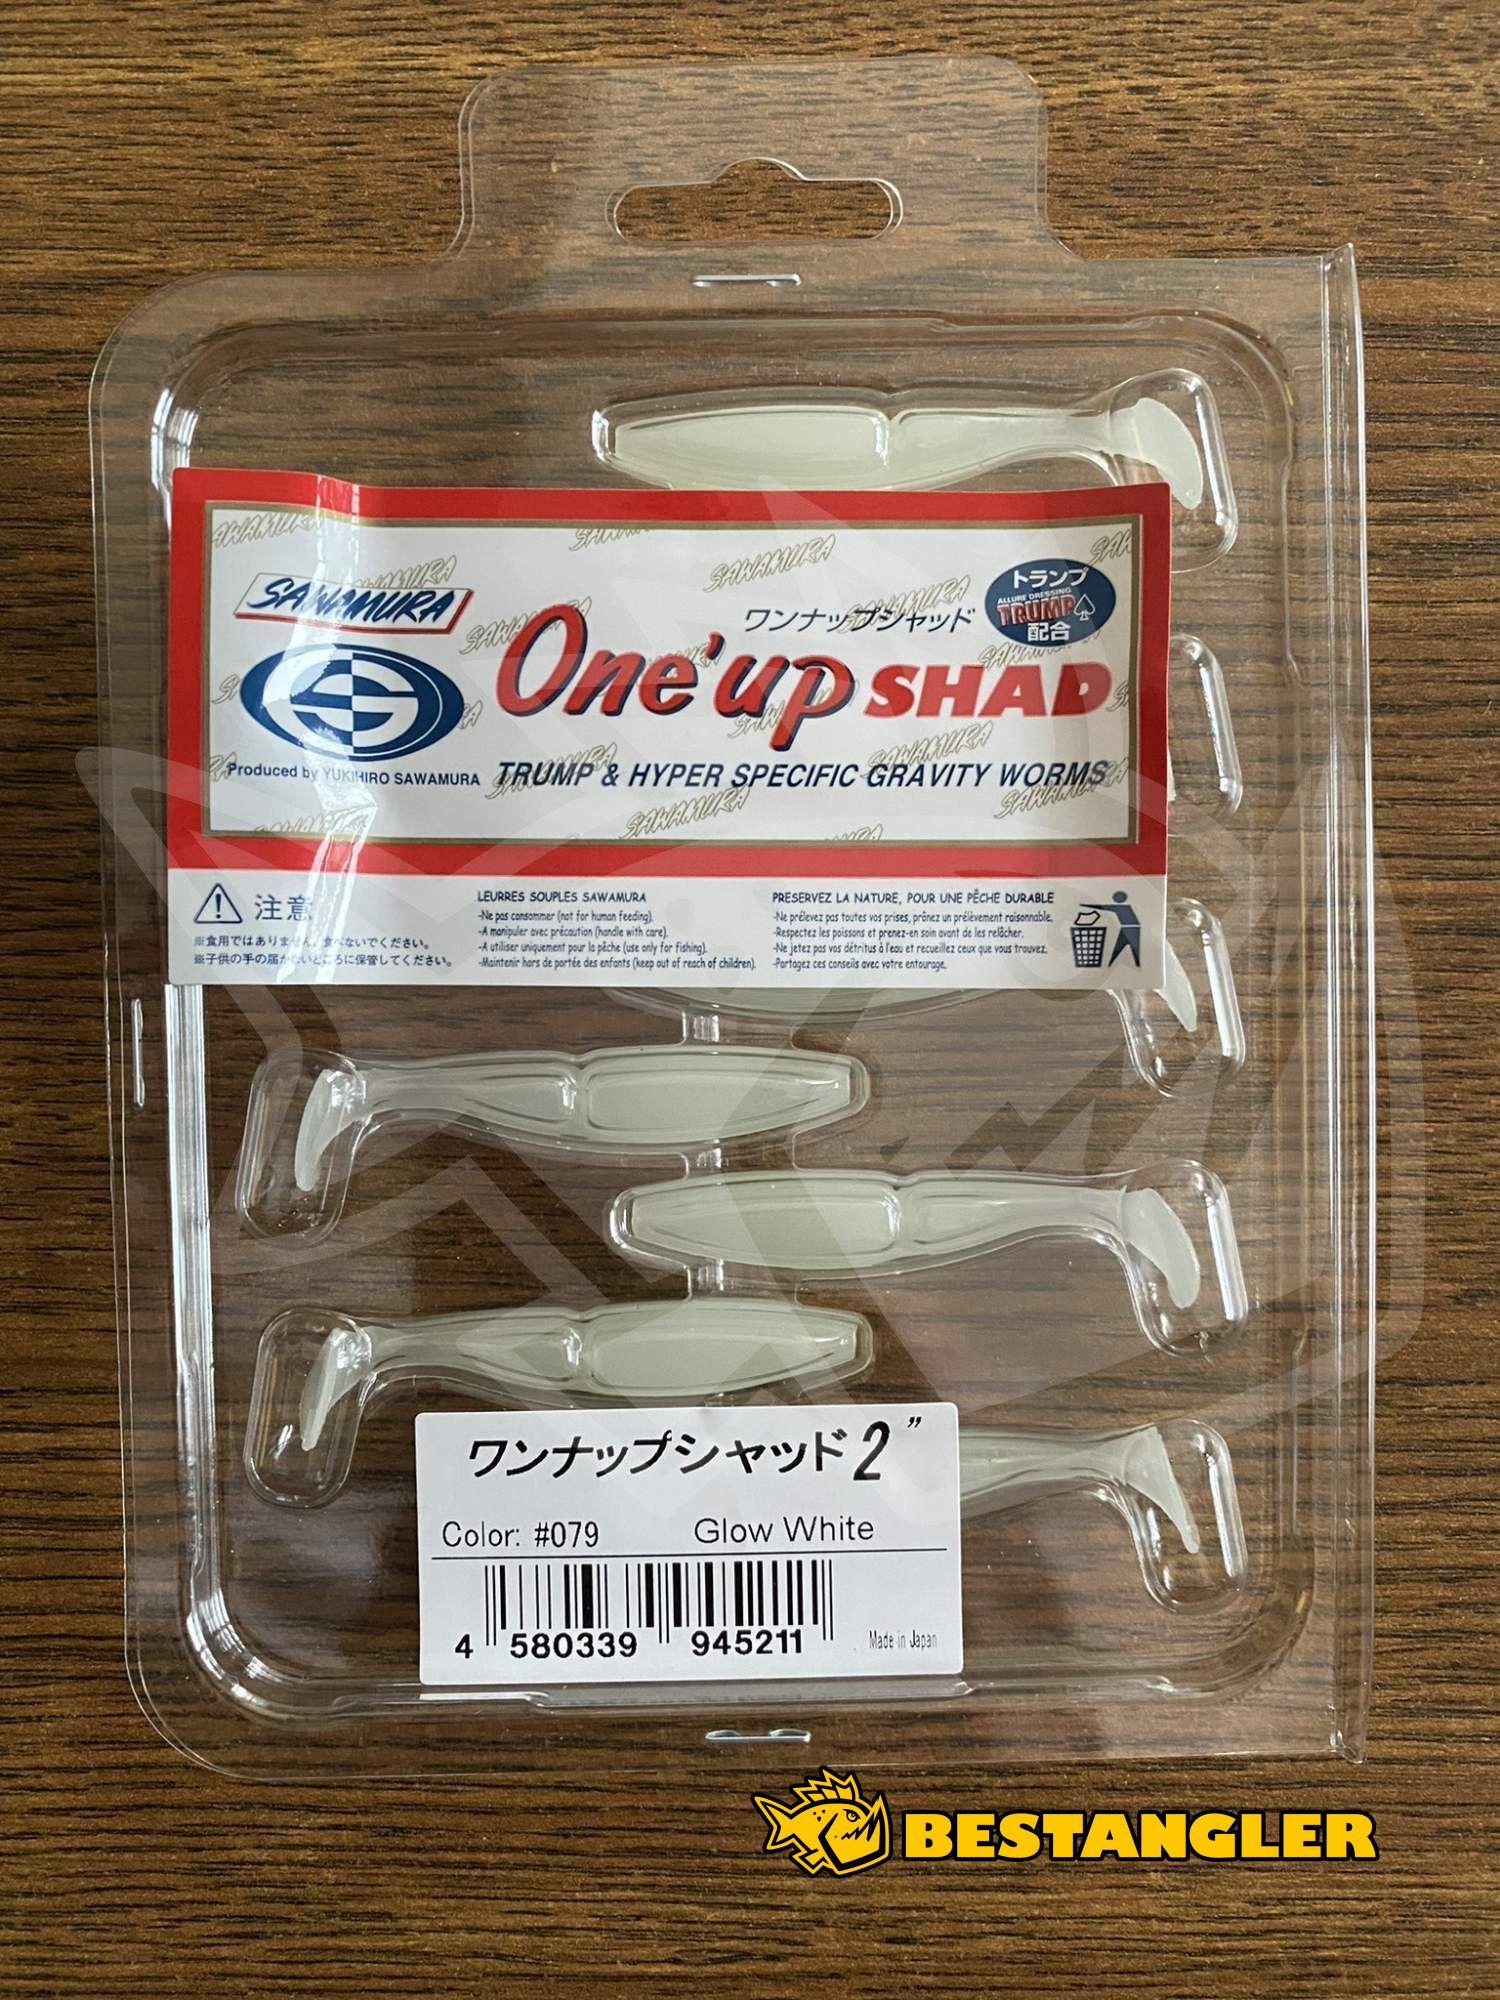 SAWAMURA
トランプ
ALLURE DRESSING
TRUMP
配合
ワンナップシャッド
One'up SHAD
Produced by YUKIHIRO SAWAMURA
TRUMP & HYPER SPECIFIC GRAVITY WORMS
注意
※食用ではありません。食べないでください。
※子供の手の届かないところに保管してください。
LEURRES SOUPLES SAWAMURA
-Ne pas consommer (not for human feeding).
-A manipuler avec précaution (handle with care).
-A utiliser uniquement pour la pêche (use only for fishing).
-Maintenir hors de portée des enfants (keep out of reach of children).
PRESERVEZ LA NATURE, POUR UNE PÊCHE DURABLE
-Ne prélevez pas toutes vos prises, prônez un prélèvement raisonnable.
-Respectez les poissons et prenez-en soin avant de les relâcher.
-Ne jetez pas vos détritus à l'eau et recueillez ceux que vous trouvez.
-Partagez ces conseils avec votre entourage.
ワンナップシャッド2"
Color: #079 Glow White
4 580339 945211
Made in Japan
BESTANGLER